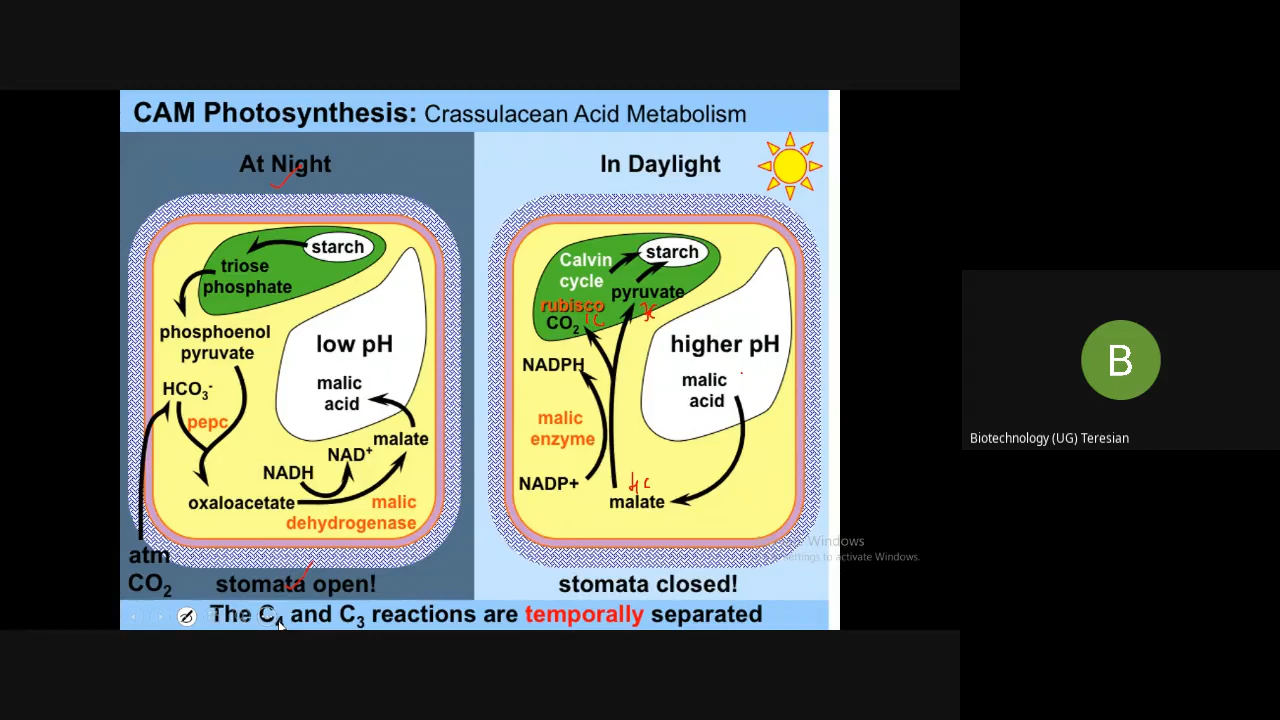 CAM Photosynthesis: Crassulacean Acid Metabolism
At Night
starch
triose
phosphate
phosphoenol
pyruvate
HCO3-
pepc
low pH
malic
acid
malate
NAD+
NADH
oxaloacetate
malic
dehydrogenase
atm
CO2
stomata open!
In Daylight
Calvin
cycle
starch
pyruvate
rubisco
CO2 1C
NADPH
higher pH
malic
acid
malic
enzyme
NADP+
4C
malate
stomata closed!
The C4 and C3 reactions are temporally separated
Windows
settings to activate Windows.
B
Biotechnology (UG) Teresian